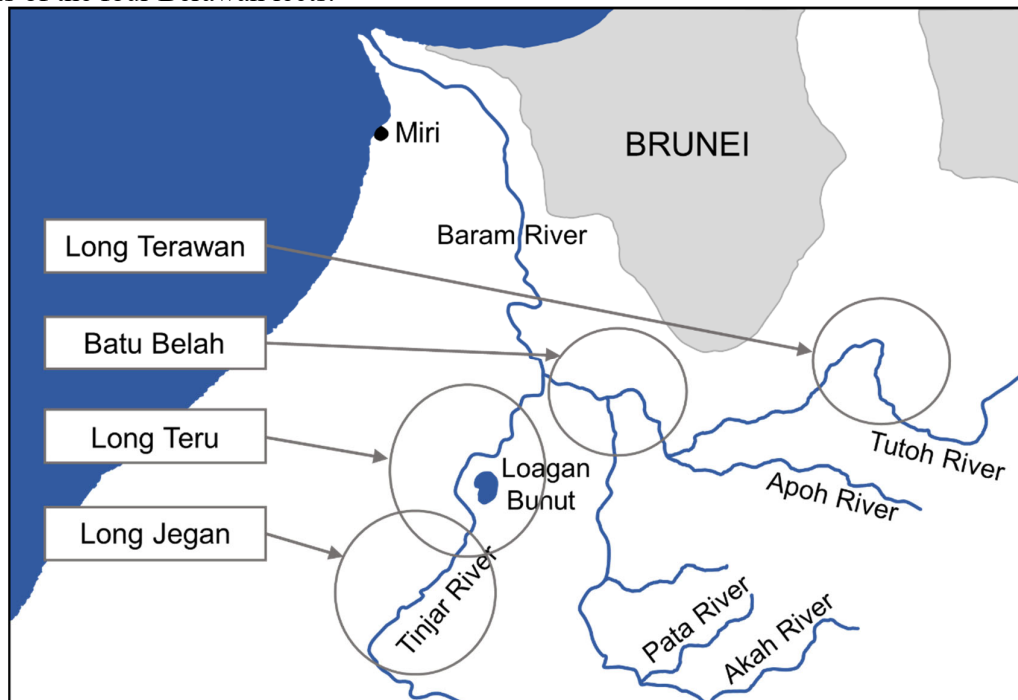 BRUNEI
Miri
Long Terawan
Baram River
Batu Belah
Long Teru
Loagan
Bunut
Tutoh River
Apoh River
Long Jegan
Tinjar River
Pata River
Akah River